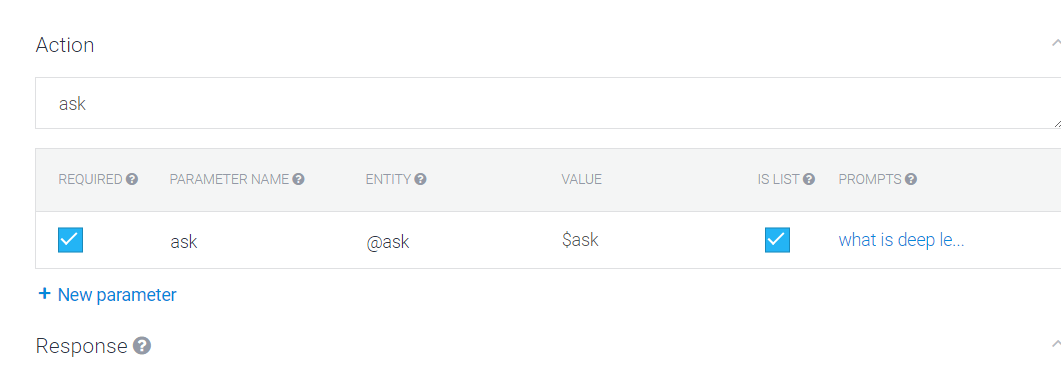 Action
ask
REQUIRED PARAMETER NAME ENTITY VALUE IS LIST PROMPTS
ask @ask $ask what is deep le...
+ New parameter
Response